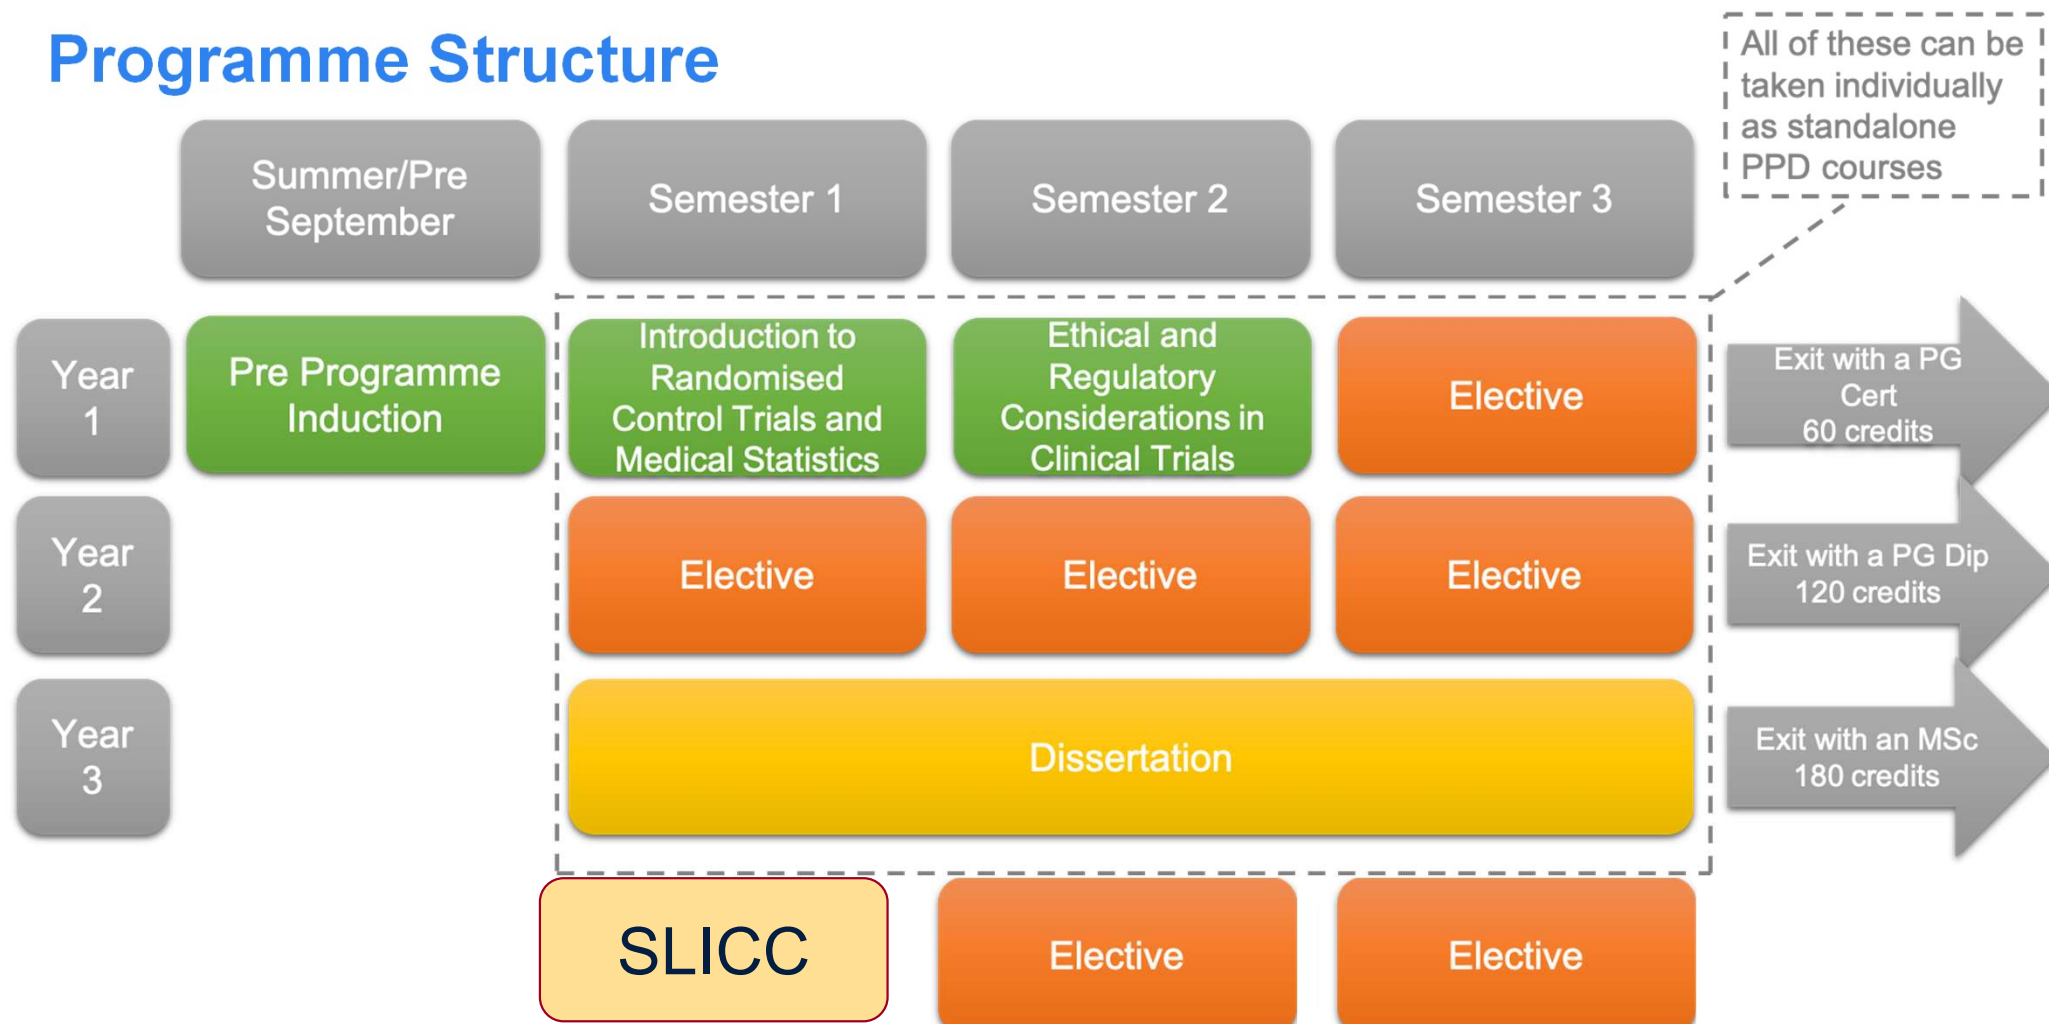 Programme Structure
All of these can be
taken individually
as standalone
PPD courses
Summer/Pre
September
Semester 1
Semester 2
Semester 3
Year
1
Pre Programme
Induction
Introduction to
Randomised
Control Trials and
Medical Statistics
Ethical and
Regulatory
Considerations in
Clinical Trials
Elective
Exit with a PG
Cert
60 credits
Year
2
Elective
Elective
Elective
Exit with a PG Dip
120 credits
Year
3
Dissertation
Exit with an MSc
180 credits
SLICC
Elective
Elective